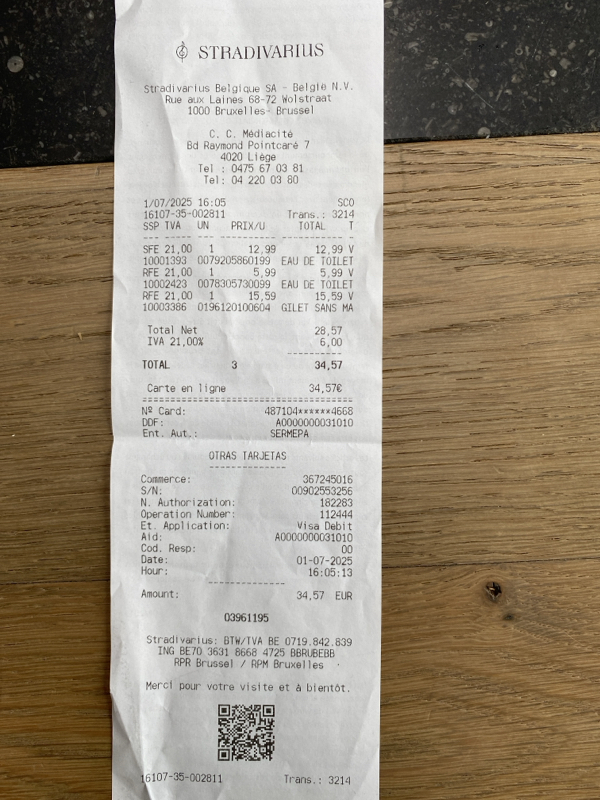 STRADIVARIUS
Stradivarius Belgique SA - België N.V.
Rue aux Laines 68-72 Wolstraat
1000 Bruxelles- Brussel
C. C. Médiacité
Bd Raymond Pointcaré 7
4020 Liège
Tel : 0475 67 03 81
Tel: 04 220 03 80
1/07/2025 16:05 SCO
16107-35-002811 Trans.: 3214
SSP TVA UN PRIX/U TOTAL T
SFE 21,00 1 12,99 12,99 V
10001393 0079205860199 EAU DE TOILET
RFE 21,00 1 5,99 5,99 V
10002423 0078305730099 EAU DE TOILET
RFE 21,00 1 15,59 15,59 V
10003386 0196120100604 GILET SANS MA
Total Net 28,57
IVA 21,00% 6,00
TOTAL 3 34,57
Carte en ligne 34,57€
Nº Card: 487104******4668
DDF: A0000000031010
Ent. Aut.: SERMEPA
OTRAS TARJETAS
Commerce: 367245016
S/N: 00902553256
N. Authorization: 182283
Operation Number: 112444
Et. Application: Visa Debit
Aid: A0000000031010
Cod. Resp: 00
Date: 01-07-2025
Hour: 16:05:13
Amount: 34,57 EUR
03961195
Stradivarius: BTW/TVA BE 0719.842.839
ING BE70 3631 8668 4725 BBRUBEBB
RPR Brussel / RPM Bruxelles
Merci pour votre visite et à bientôt.
16107-35-002811 Trans.: 3214